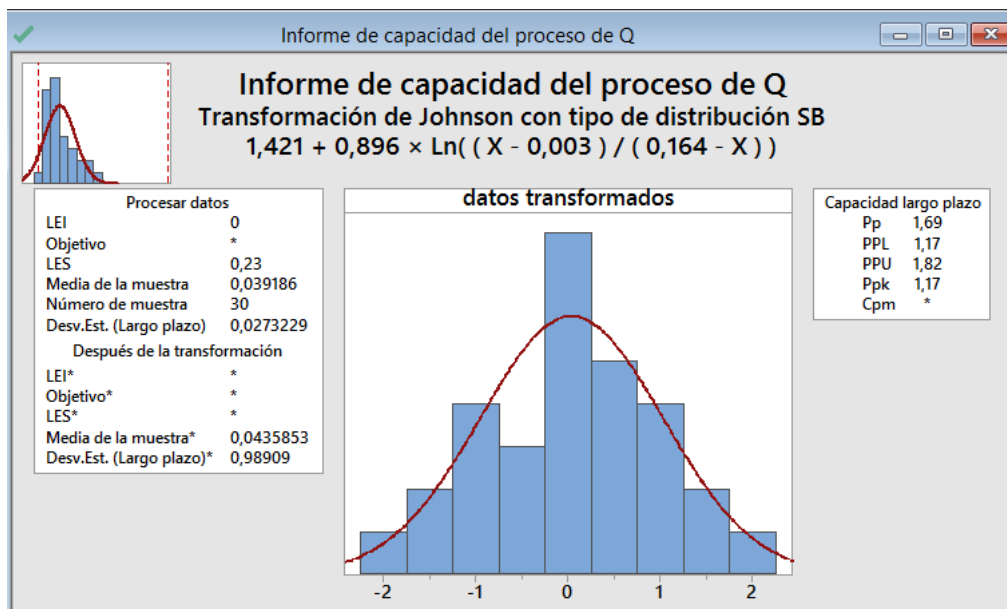 Informe de capacidad del proceso de Q
Informe de capacidad del proceso de Q
Transformación de Johnson con tipo de distribución SB
1,421 + 0,896 × Ln( ( X - 0,003 ) / ( 0,164 - X ) )
Procesar datos
LEI 0
Objetivo *
LES 0,23
Media de la muestra 0,039186
Número de muestra 30
Desv.Est. (Largo plazo) 0,0273229
Después de la transformación
LEI* *
Objetivo* *
LES* *
Media de la muestra* 0,0435853
Desv.Est. (Largo plazo)* 0,98909
datos transformados
-2 -1 0 1 2
Capacidad largo plazo
Pp 1,69
PPL 1,17
PPU 1,82
Ppk 1,17
Cpm *